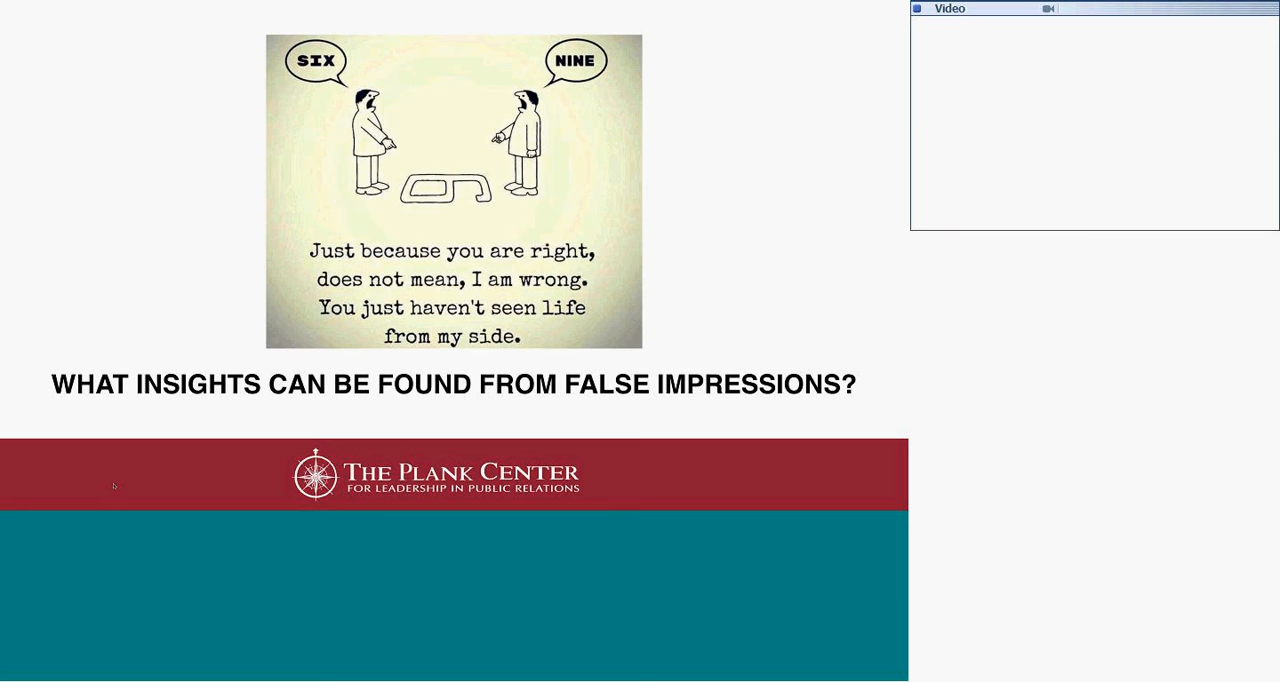 Video
SIX
NINE
Just because you are right,
does not mean, I am wrong.
You just haven't seen life
from my side.
WHAT INSIGHTS CAN BE FOUND FROM FALSE IMPRESSIONS?
THE PLANK CENTER
FOR LEADERSHIP IN PUBLIC RELATIONS